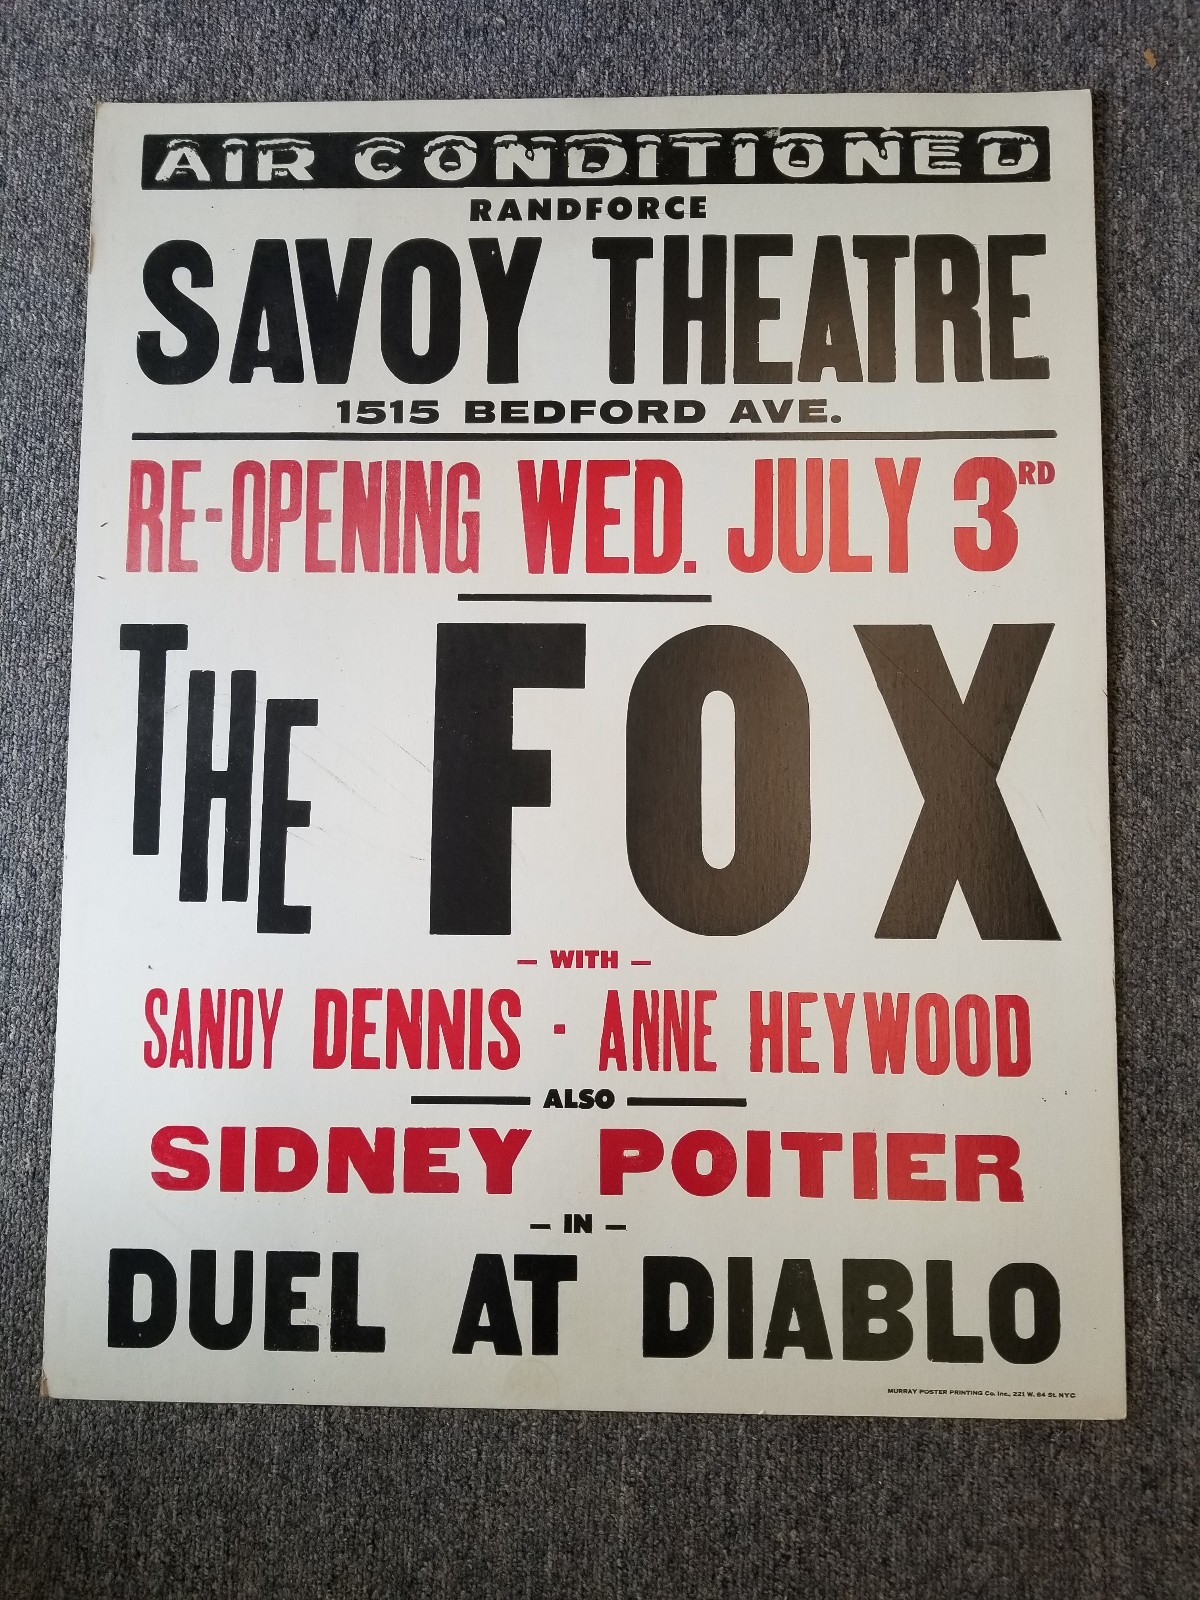 AIR CONDITIONED
RANDFORCE
SAVOY THEATRE
1515 BEDFORD AVE.
RE-OPENING WED. JULY 3RD
THE FOX
- WITH -
SANDY DENNIS - ANNE HEYWOOD
ALSO
SIDNEY POITIER
- IN -
DUEL AT DIABLO
MURRAY POSTER PRINTING Co. Inc., 221 W. 64 St. NYC